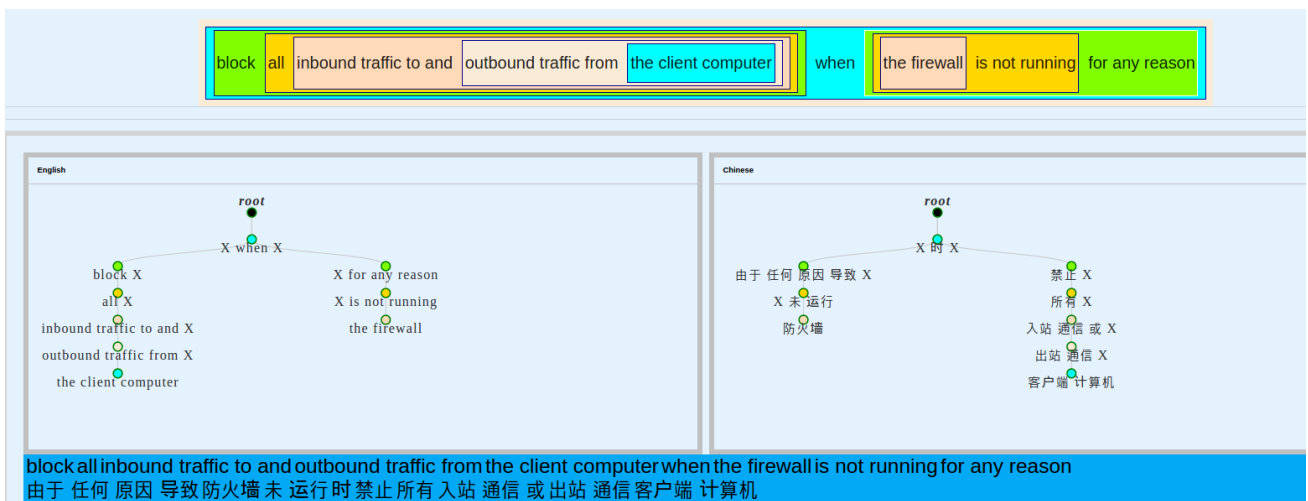 block all inbound traffic to and outbound traffic from the client computer when the firewall is not running for any reason
English
root
X when X
block X X for any reason
all X X is not running
inbound traffic to and X the firewall
outbound traffic from X
the client computer
Chinese
root
X 时 X
由于 任何 原因 导致 X 禁止 X
X 未 运行 所有 X
防火墙 入站 通信 或 X
出站 通信 X
客户端 计算机
block all inbound traffic to and outbound traffic from the client computer when the firewall is not running for any reason
由于 任何 原因 导致 防火墙 未 运行 时 禁止 所有 入站 通信 或 出站 通信 客户端 计算机